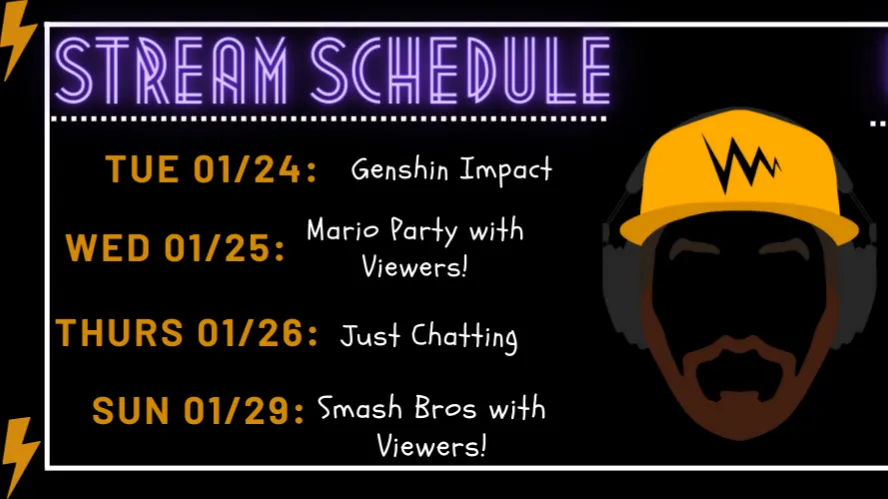 STREAM SCHEDULE
TUE 01/24: Genshin Impact
WED 01/25: Mario Party with
Viewers!
THURS 01/26: Just Chatting
SUN 01/29: Smash Bros with
Viewers!